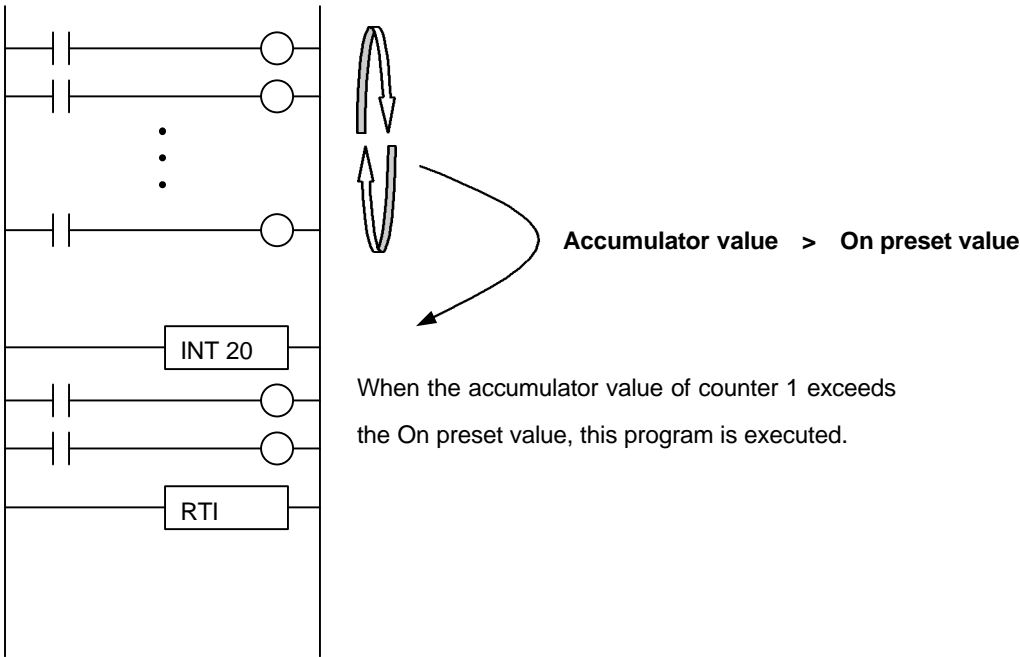 Accumulator value > On preset value
INT 20
When the accumulator value of counter 1 exceeds
the On preset value, this program is executed.
RTI